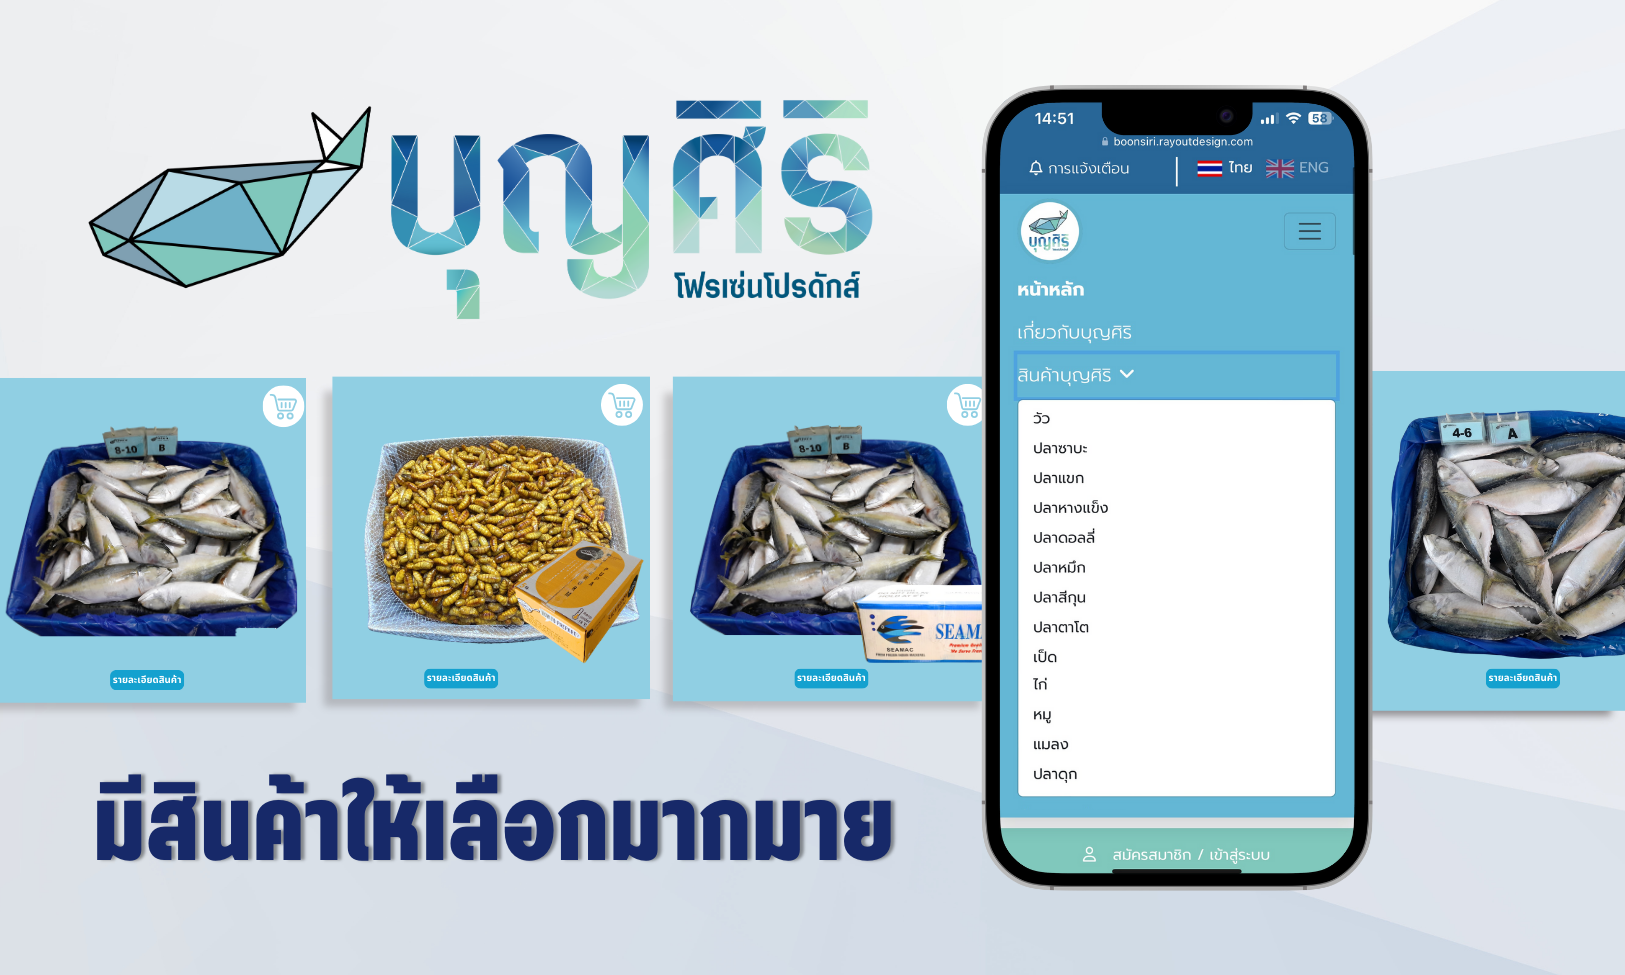 บุญศิริ
โฟรเซ่นโปรดักส์
8-10 B
รายละเอียดสินค้า
รายละเอียดสินค้า
8-10 B
SEAMAC
SEAM
รายละเอียดสินค้า
14:51
58
boonsiri.rayoutdesign.com
การแจ้งเตือน
ไทย ENG
บุญศิริ
หน้าหลัก
เกี่ยวกับบุญศิริ
สินค้าบุญศิริ
วัว
ปลาซาบะ
ปลาแขก
ปลาหางแข็ง
ปลาดอลลี่
ปลาหมึก
ปลาสีกุน
ปลาตาโต
เป็ด
ไก่
หมู
แมลง
ปลาดุก
สมัครสมาชิก / เข้าสู่ระบบ
4-6 A
รายละเอียดสินค้า
มีสินค้าให้เลือกมากมาย